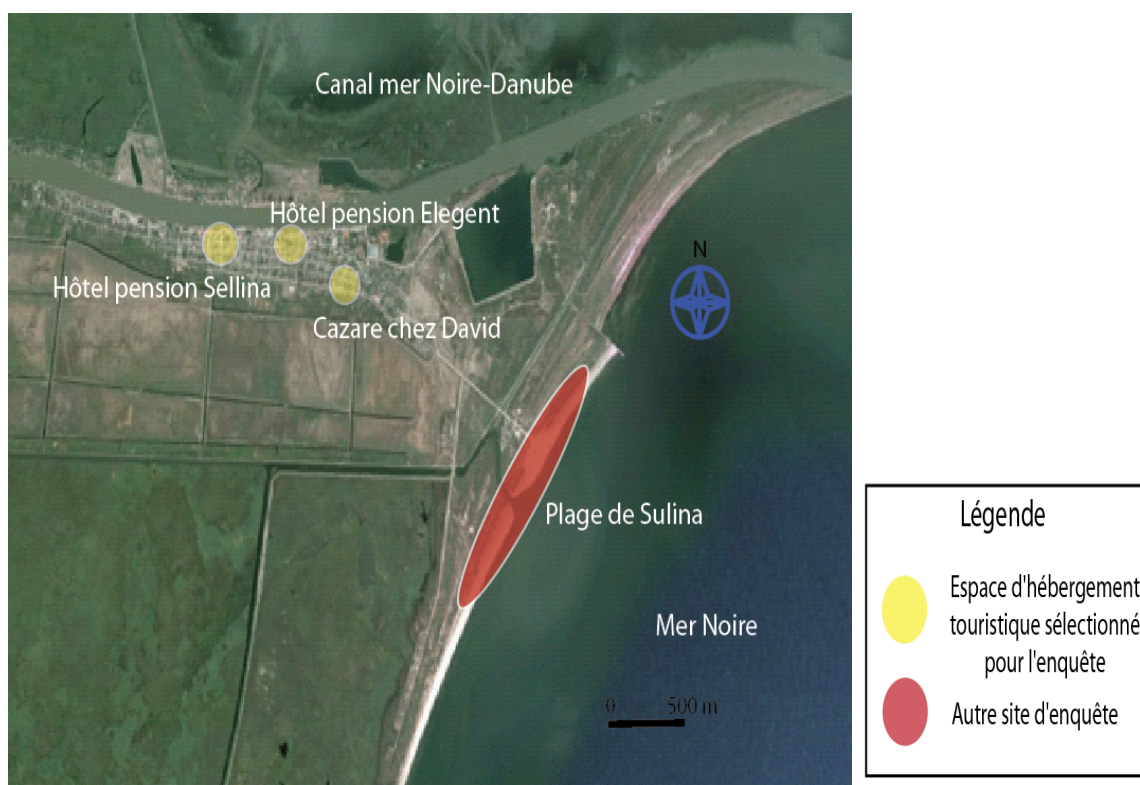 Canal mer Noire-Danube
Hôtel pension Elegent
Hôtel pension Sellina
Cazare chez David
N
Plage de Sulina
Mer Noire
0 500 m
Légende
Espace d'hébergement
touristique sélectionné
pour l'enquête
Autre site d'enquête